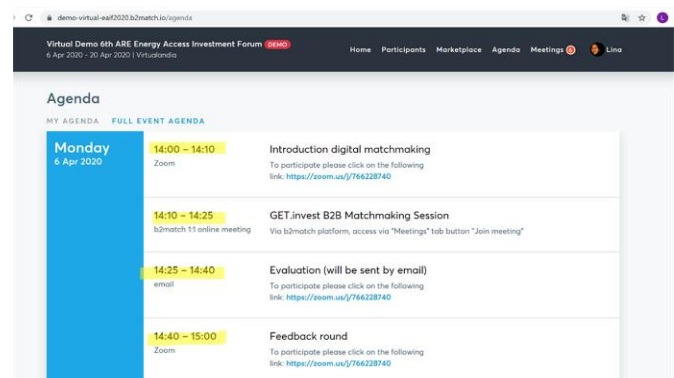 demo-virtual-eaif2020.b2match.io/agenda
Virtual Demo 6th ARE Energy Access Investment Forum DEMO
6 Apr 2020 - 20 Apr 2020 | Virtualandia
Home Participants Marketplace Agenda Meetings 6 Lina
Agenda
MY AGENDA FULL EVENT AGENDA
Monday
6 Apr 2020
14:00 – 14:10
Zoom
Introduction digital matchmaking
To participate please click on the following
link: https://zoom.us/j/766228740
14:10 – 14:25
b2match 1:1 online meeting
GET.invest B2B Matchmaking Session
Via b2match platform, access via "Meetings" tab button "Join meeting"
14:25 – 14:40
email
Evaluation (will be sent by email)
To participate please click on the following
link: https://zoom.us/j/766228740
14:40 – 15:00
Zoom
Feedback round
To participate please click on the following
link: https://zoom.us/j/766228740